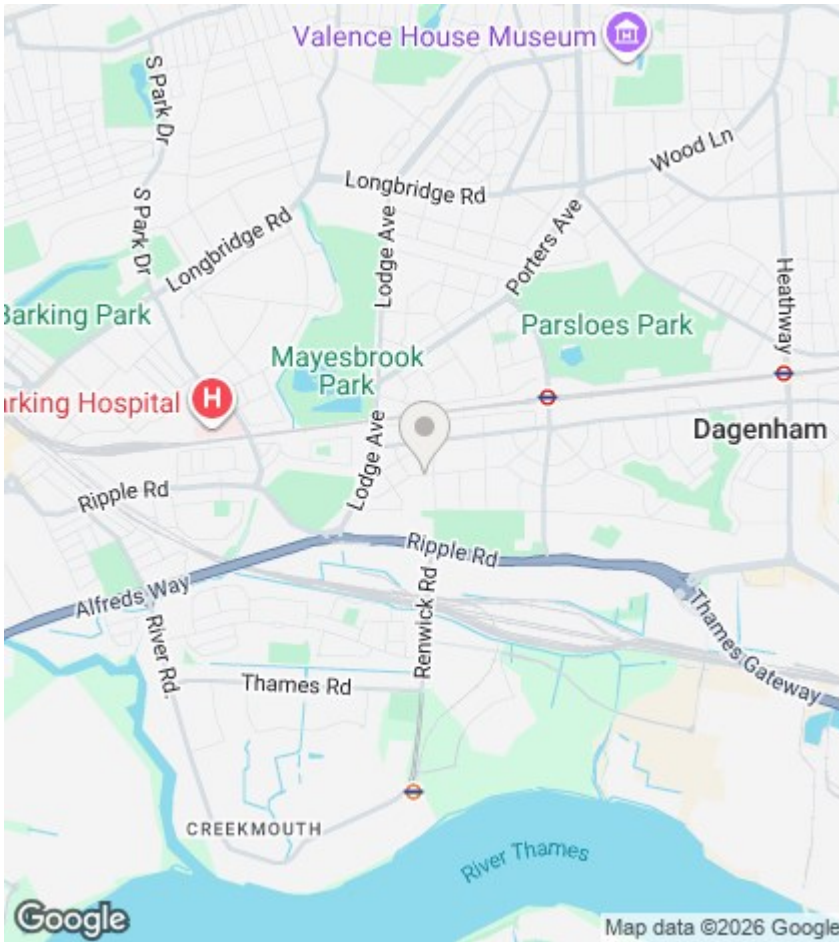 Valence House Museum
S Park Dr
Wood Ln
Longbridge Rd
S Park Dr
Longbridge Rd
Lodge Ave
Porters Ave
Heathway
Barking Park
Parsloes Park
Mayesbrook
Park
arking Hospital
H
Dagenham
Lodge Ave
Ripple Rd
Ripple Rd
Alfreds Way
Renwick Rd
Thames Gateway
River Rd
Thames Rd
CREEKMOUTH
River Thames
Google
Map data ©2026 Google